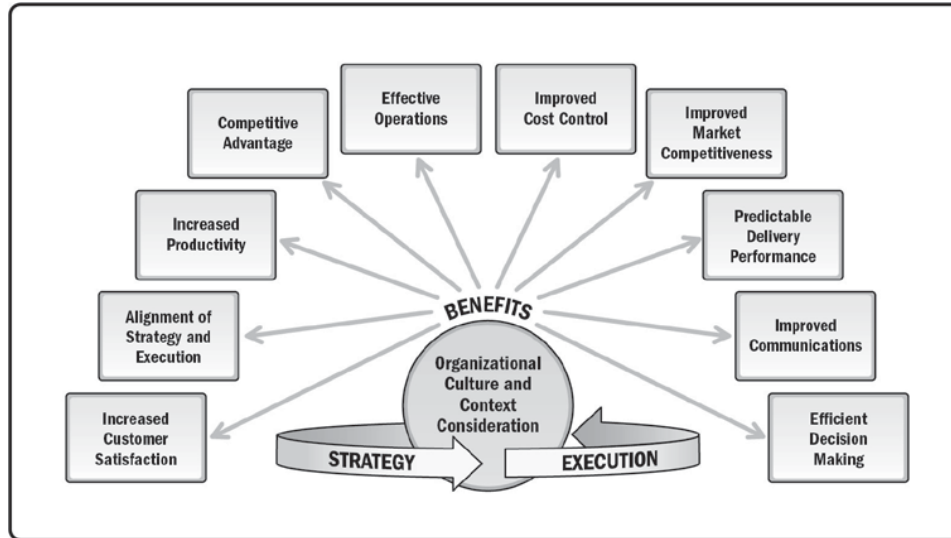 Effective
Operations
Improved
Cost Control
Competitive
Advantage
Improved
Market
Competitiveness
Increased
Productivity
Predictable
Delivery
Performance
BENEFITS
Alignment of
Strategy and
Execution
Improved
Communications
Organizational
Culture and
Context
Consideration
Increased
Customer
Satisfaction
Efficient
Decision
Making
STRATEGY
EXECUTION